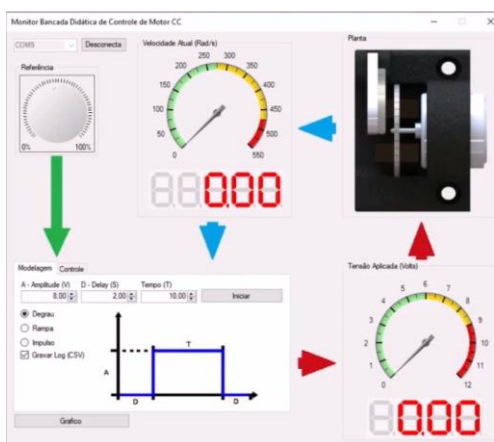 Monitor Bancada Didática de Controle de Motor CC
COM9
Desconecta
Referência
0%
100%
Velocidade Atual (Rad/s)
0
50
100
150
200
250
300
350
400
450
500
550
0.00
Planta
Modelagem
Controle
A - Amplitude (V)
D - Delay (S)
Tempo (T)
8,00
2,00
10,00
Iniciar
Degrau
Rampa
Impulso
Gravar Log (CSV)
A
T
D
D
Gráfico
Tensão Aplicada (Volts)
0
1
2
3
4
5
6
7
8
9
10
11
12
0.00